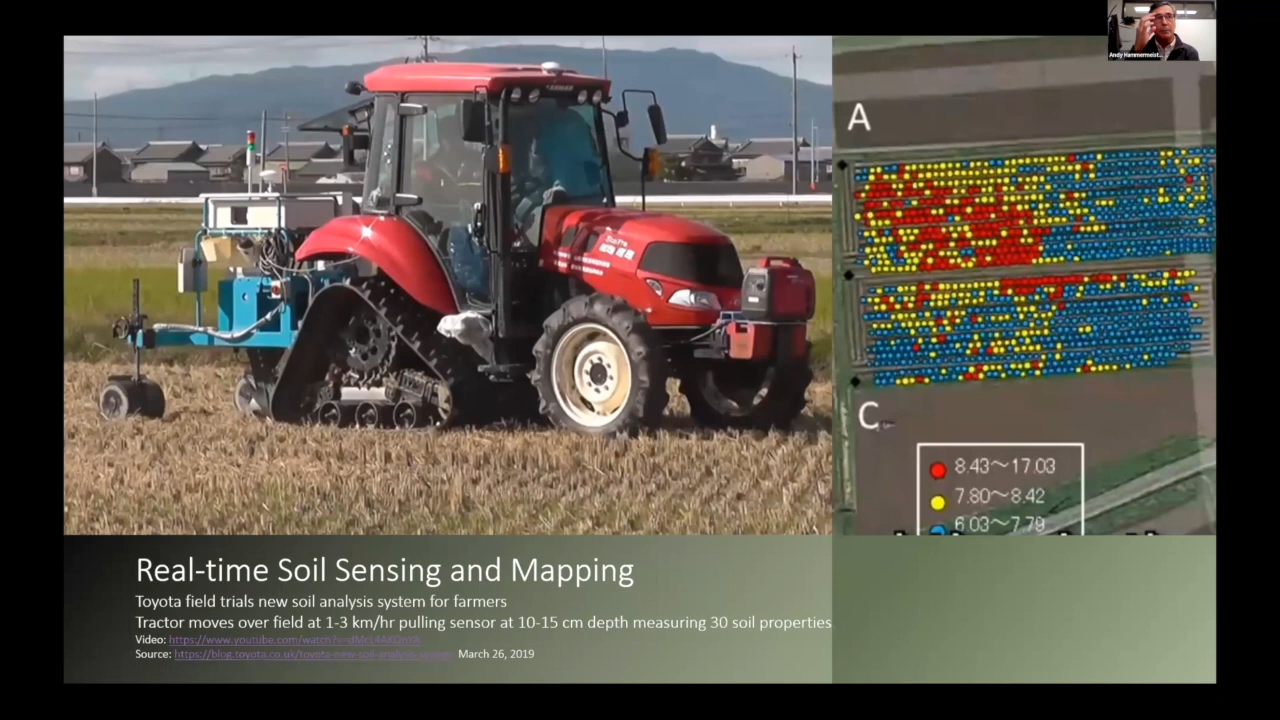 Andy Hammermeist...
A
C
8.43～17.03
7.80～8.42
6.03～7.79
Real-time Soil Sensing and Mapping
Toyota field trials new soil analysis system for farmers
Tractor moves over field at 1-3 km/hr pulling sensor at 10-15 cm depth measuring 30 soil properties
Video:
Source: March 26, 2019